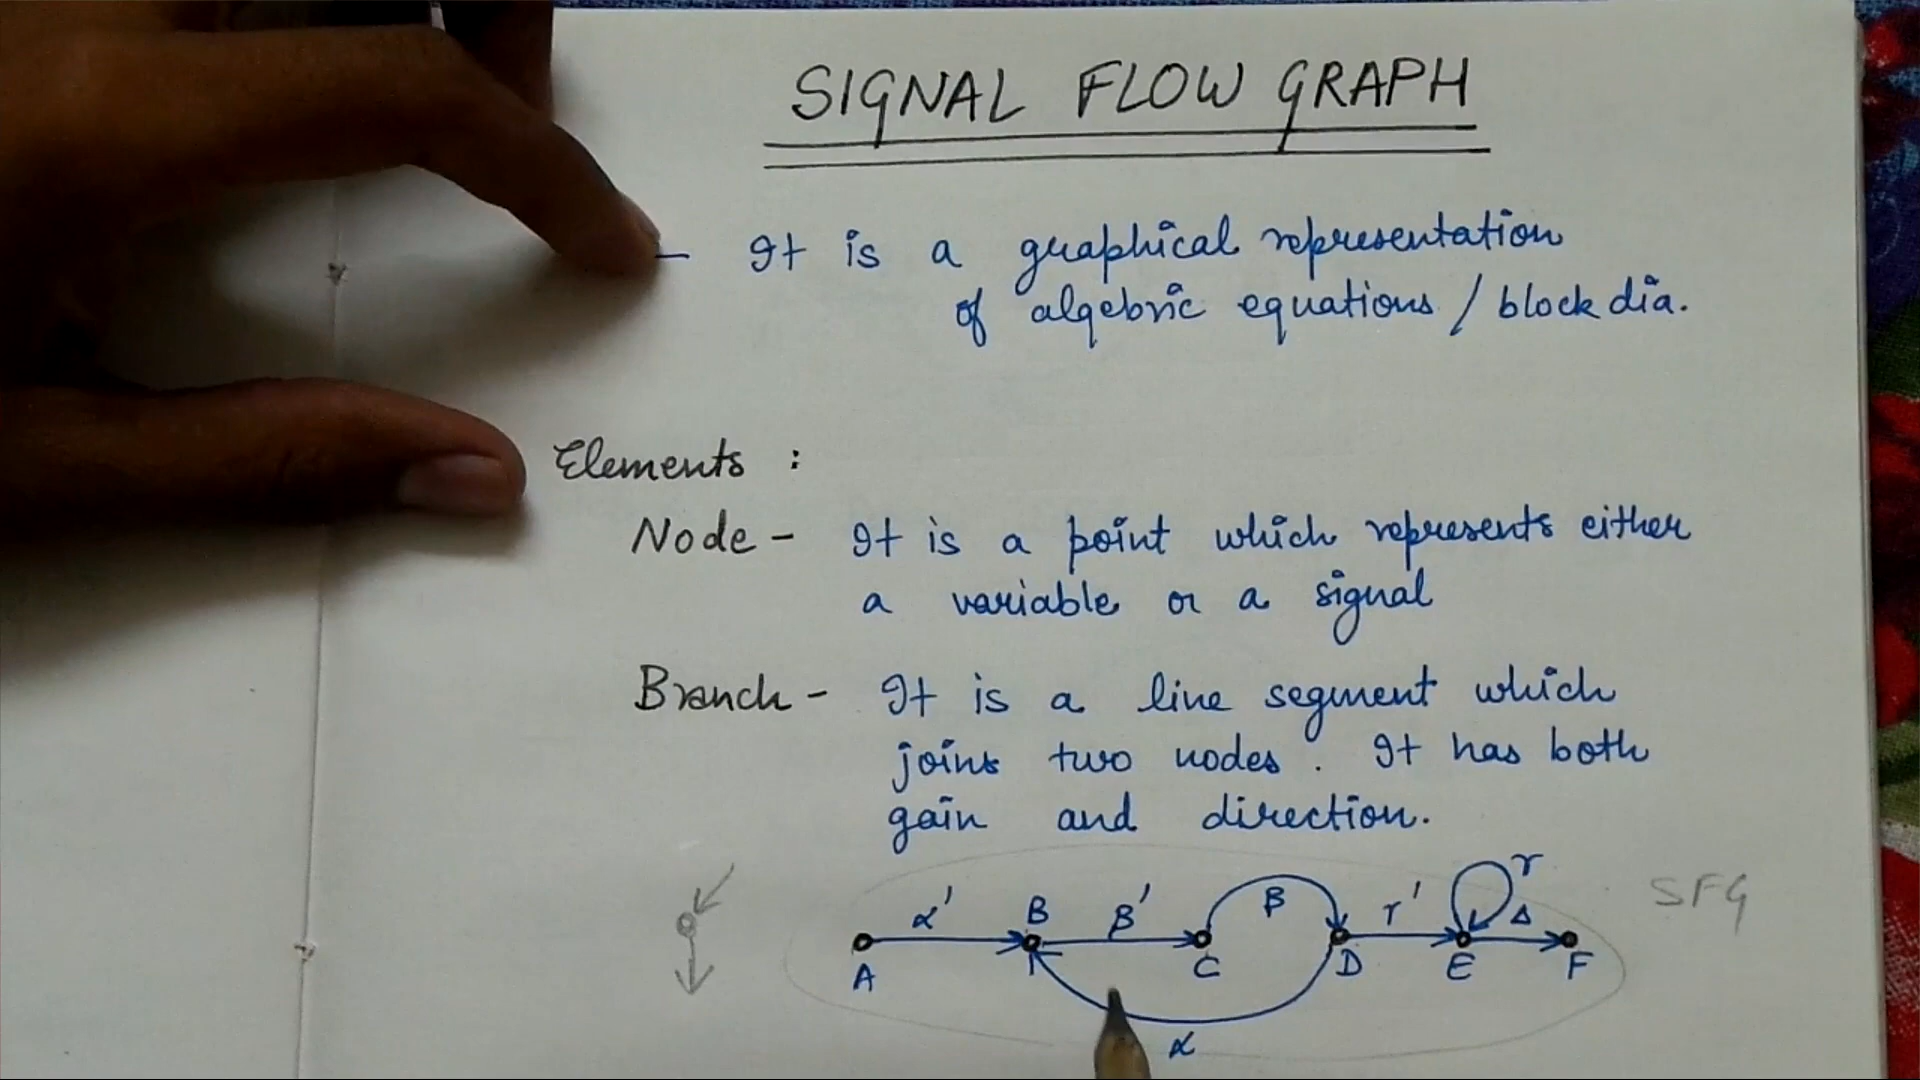 SIGNAL FLOW GRAPH
- It is a graphical representation
of algebric equations / block dia.
Elements :
Node - It is a point which represents either
a variable or a signal
Branch - It is a line segment which
joins two nodes. It has both
gain and direction.
α' B β' β γ' γ Δ SFG
A C D E F
α